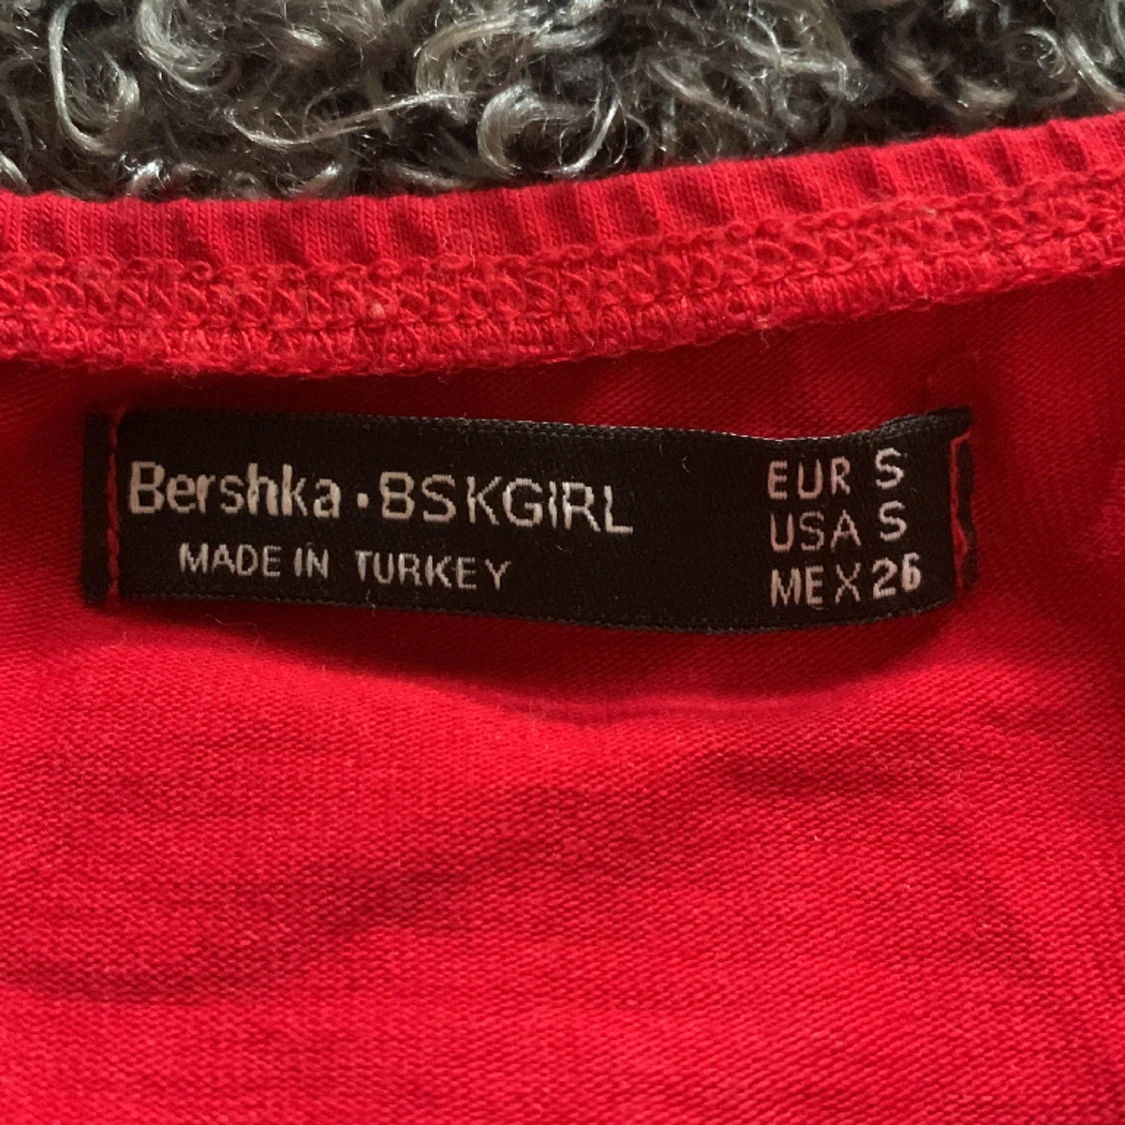 Bershka • BSKGIRL
MADE IN TURKEY
EUR S
USA S
MEX 26